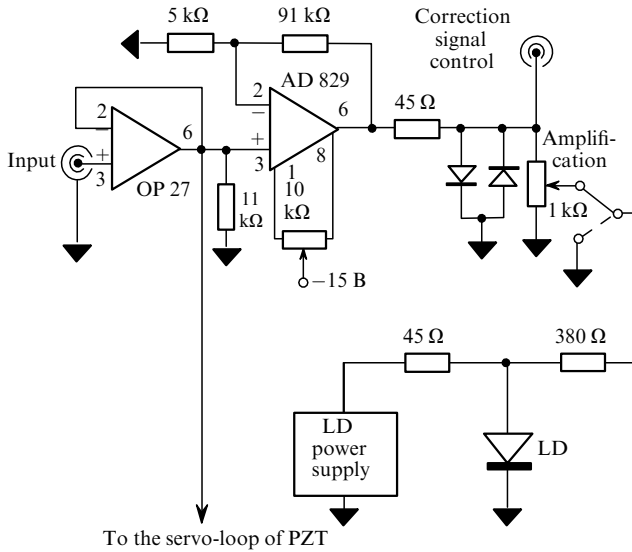 5 kΩ
91 kΩ
Correction
signal
control
AD 829
2
−
6
45 Ω
2
−
6
+
3
8
Amplifi-
cation
Input
+
3
OP 27
1
10
kΩ
11
kΩ
1 kΩ
−15 B
45 Ω
380 Ω
LD
power
supply
LD
To the servo-loop of PZT